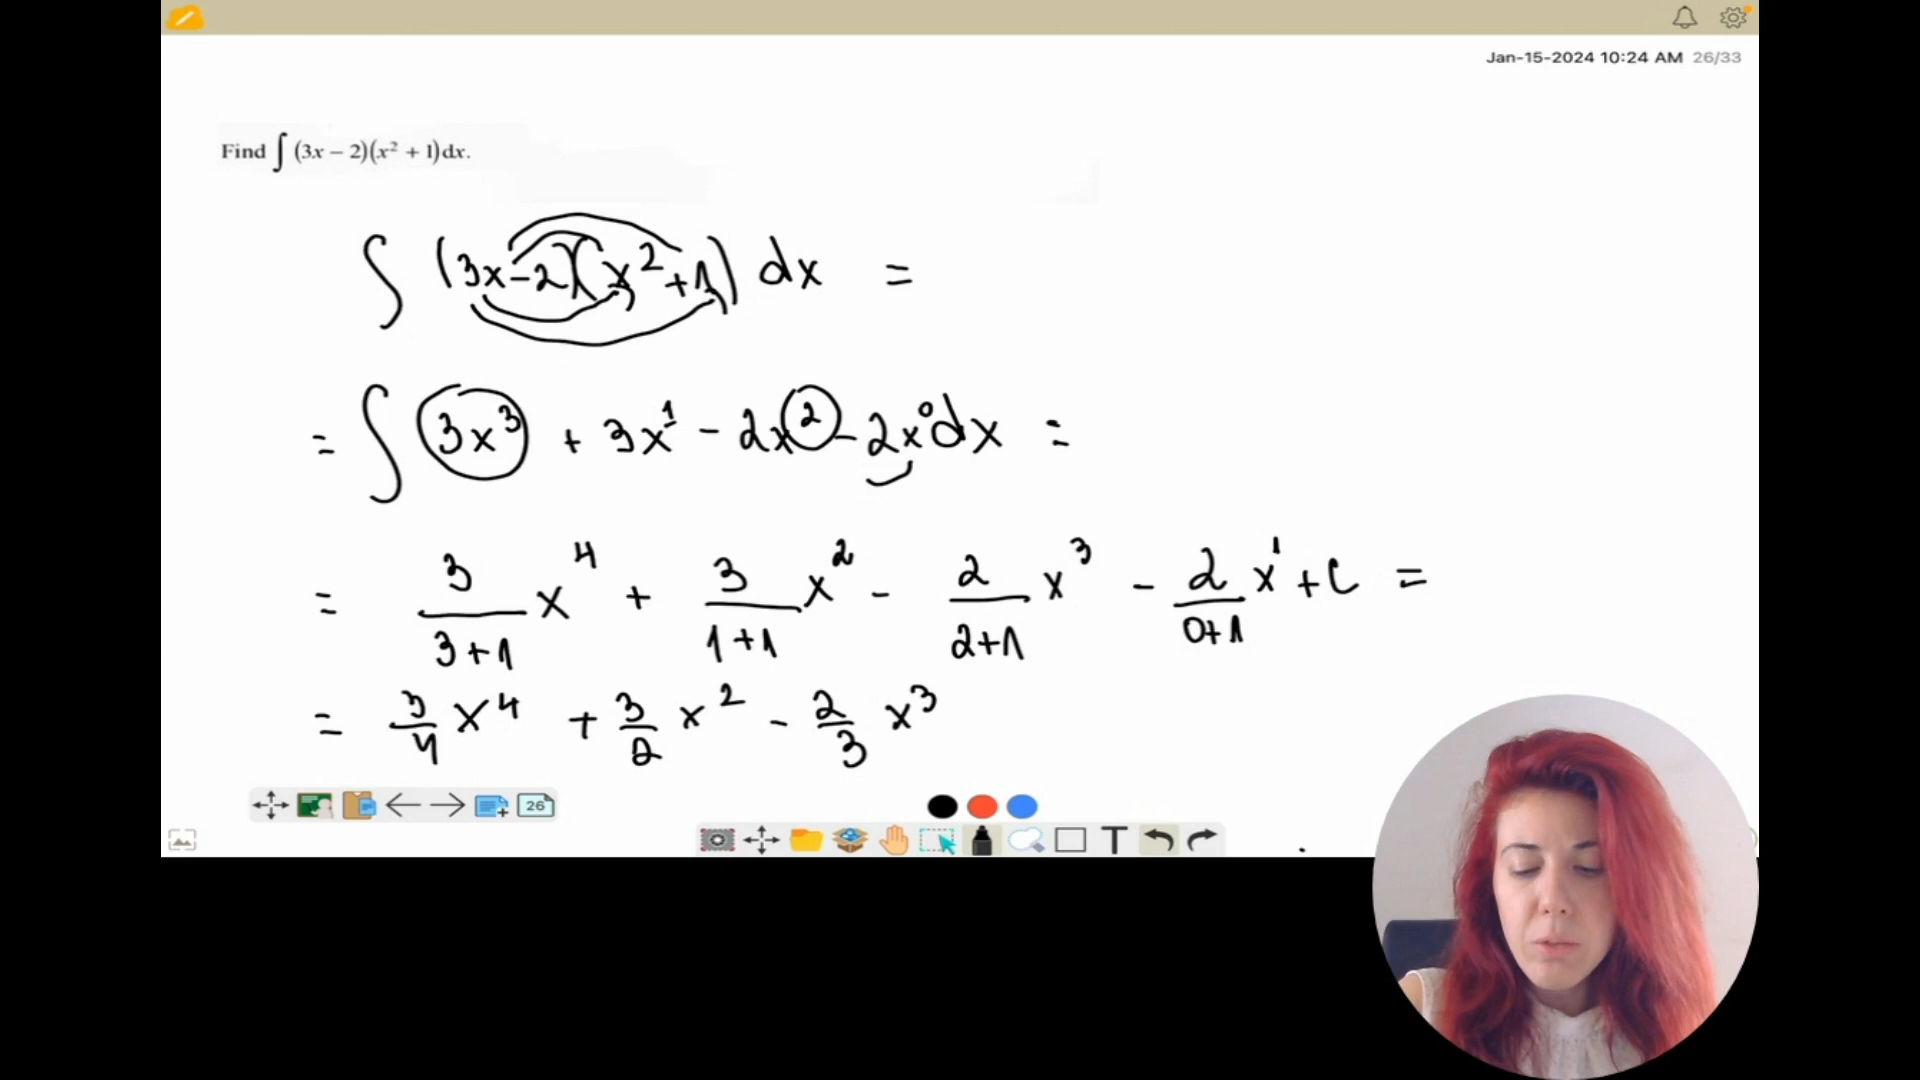 Jan-15-2024 10:24 AM 26/33
Find ∫ (3x − 2)(x² + 1)dx.
∫ (3x-2)(x²+1) dx =
= ∫ 3x³ + 3x¹ - 2x² - 2x⁰dx =
= 3/(3+1) x⁴ + 3/(1+1) x² - 2/(2+1) x³ - 2/(0+1) x¹ + C =
= 3/4 x⁴ + 3/2 x² - 2/3 x³
26
T